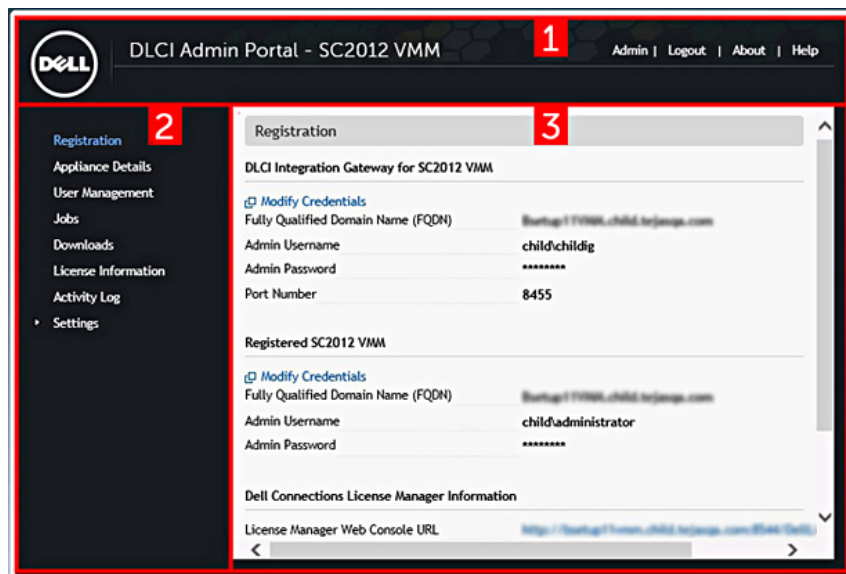 DELL
DLCI Admin Portal - SC2012 VMM
1
Admin | Logout | About | Help
2
Registration
Appliance Details
User Management
Jobs
Downloads
License Information
Activity Log
Settings
3
Registration
DLCI Integration Gateway for SC2012 VMM
Modify Credentials
Fully Qualified Domain Name (FQDN)
Admin Username child\childig
Admin Password ********
Port Number 8455
Registered SC2012 VMM
Modify Credentials
Fully Qualified Domain Name (FQDN)
Admin Username child\administrator
Admin Password ********
Dell Connections License Manager Information
License Manager Web Console URL